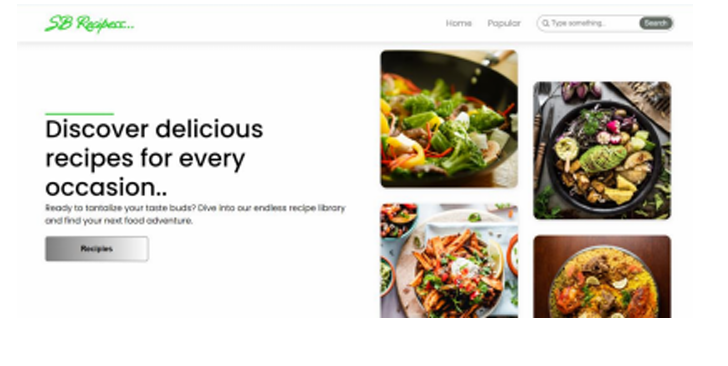 SB Recipess...
Home
Popular
Type something..
Search
Discover delicious
recipes for every
occasion..
Ready to tantalize your taste buds? Dive into our endless recipe library
and find your next food adventure.
Recipies